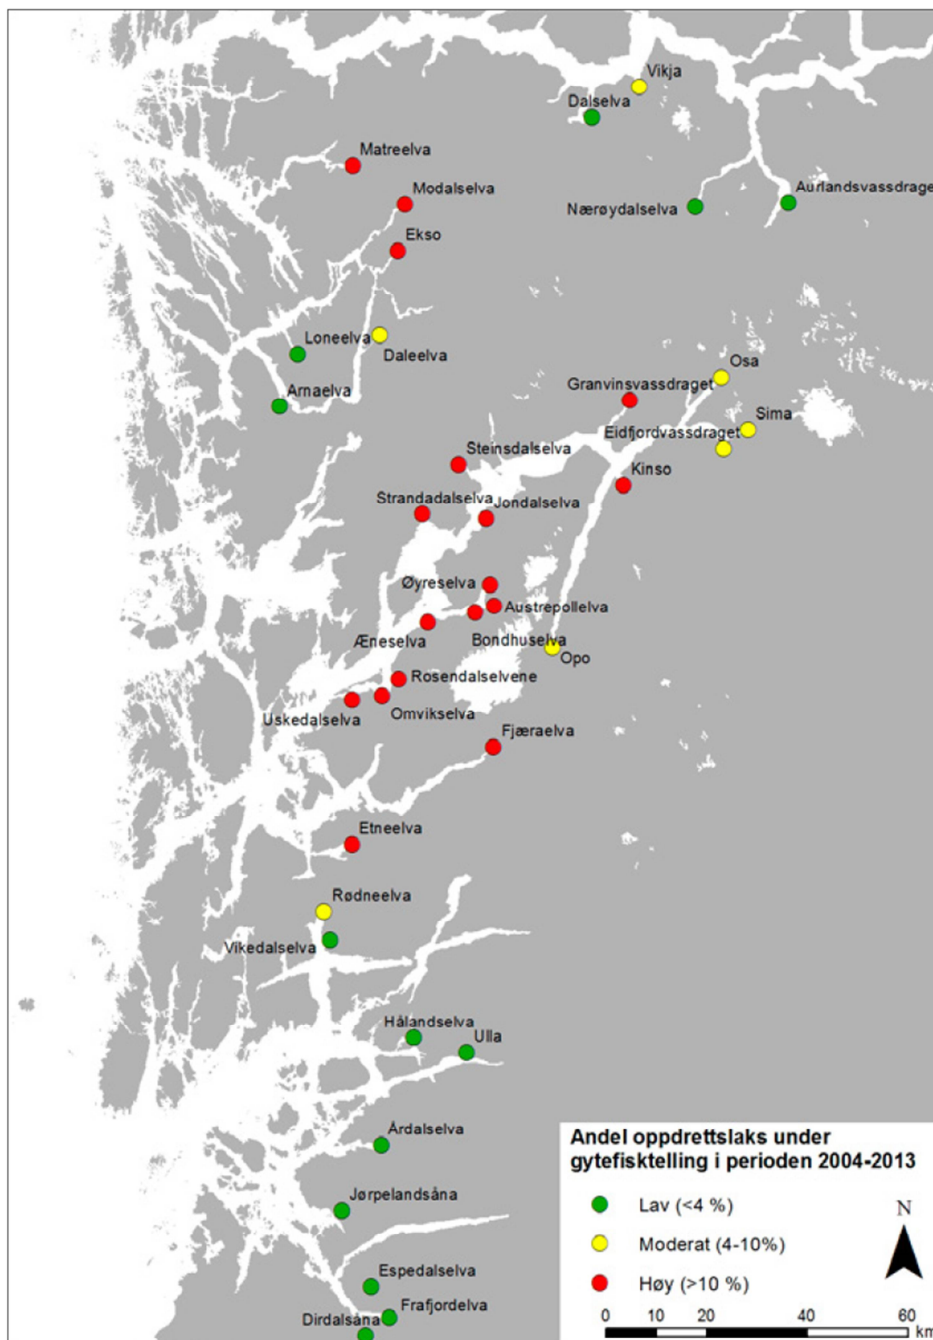 Vikja
Dalselva
Matreelva
Modalselva
Aurlandsvassdrage
Nærøydalselva
Ekso
Loneelva
Daleelva
Osa
Granvinsvassdraget
Arnaelva
Sima
Eidfjordvassdraget
Steinsdalselva
Kinso
Strandadalselva
Jondalselva
Øyreselva
Austrepollelva
Æneselva
Bondhuselva
Opo
Rosendalselvene
Omvikselva
Uskedalselva
Fjæraelva
Etneelva
Rødneelva
Vikedalselva
Hålandselva
Ulla
Årdalselva
Jørpelandsåna
Espedalselva
Frafjordelva
Dirdalsåna
Andel oppdrettslaks under
gytefisktelling i perioden 2004-2013
Lav (<4 %)
Moderat (4-10%)
Høy (>10 %)
N
0 10 20 40 60
km